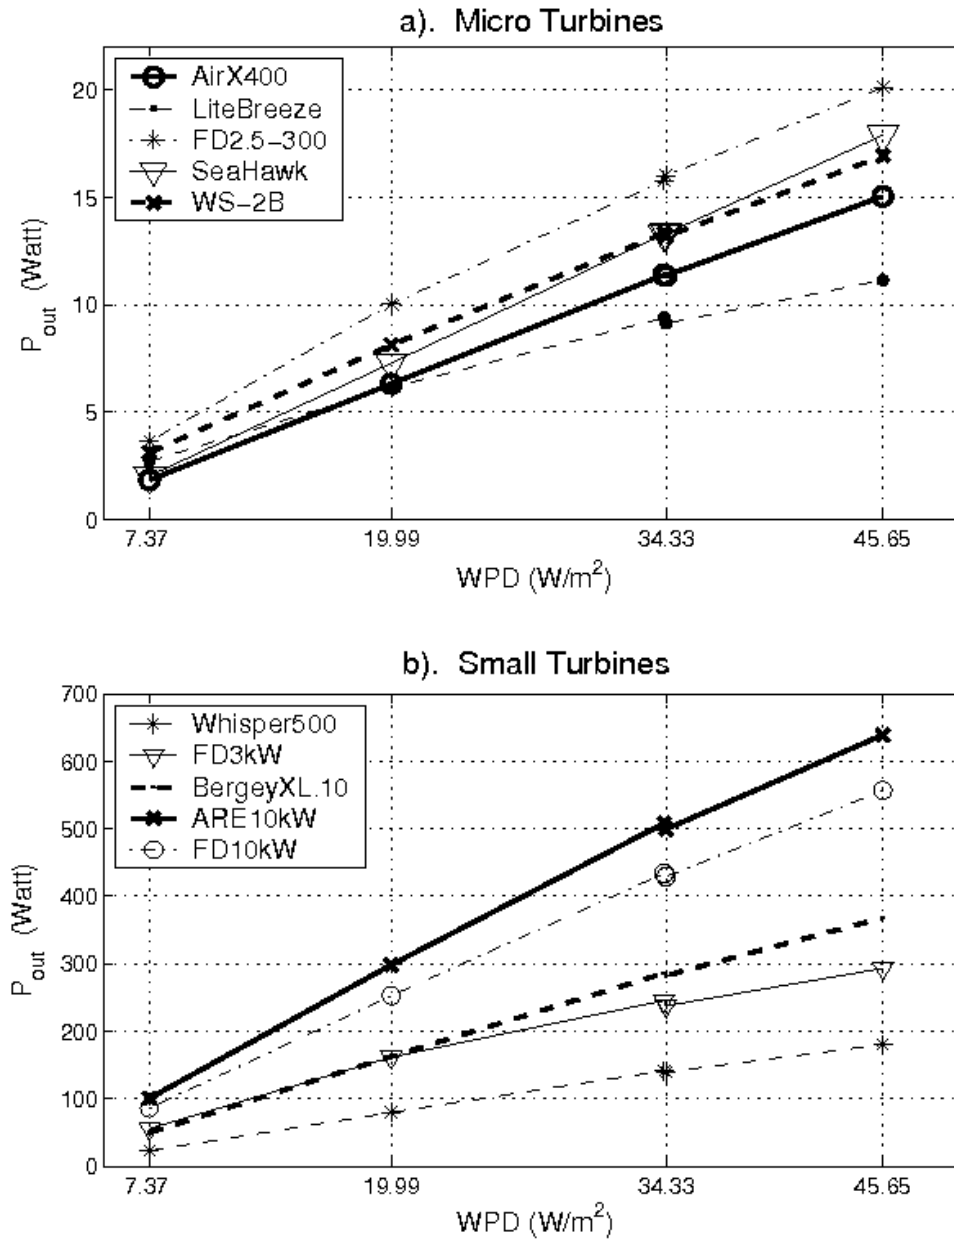 a).  Micro Turbines
AirX400
LiteBreeze
FD2.5-300
SeaHawk
WS-2B
20
15
10
5
0
P_out (Watt)
7.37 19.99 34.33 45.65
WPD (W/m²)
b).  Small Turbines
Whisper500
FD3kW
BergeyXL.10
ARE10kW
FD10kW
700
600
500
400
300
200
100
0
P_out (Watt)
7.37 19.99 34.33 45.65
WPD (W/m²)